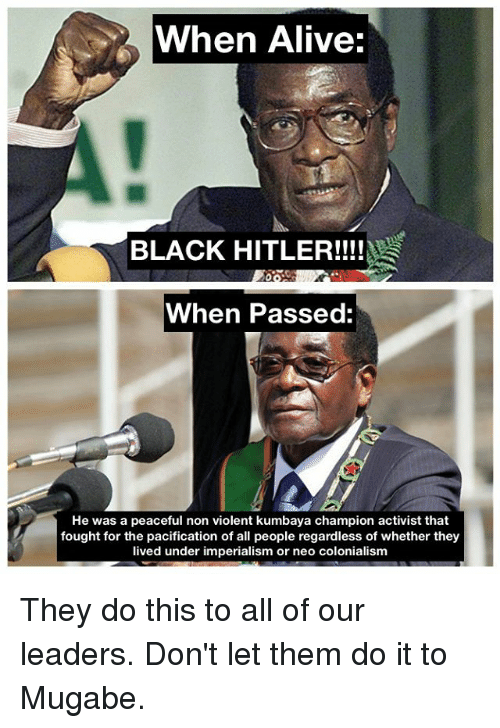 When Alive:
A!
BLACK HITLER!!!!
When Passed:
He was a peaceful non violent kumbaya champion activist that
fought for the pacification of all people regardless of whether they
lived under imperialism or neo colonialism
They do this to all of our
leaders. Don't let them do it to
Mugabe.